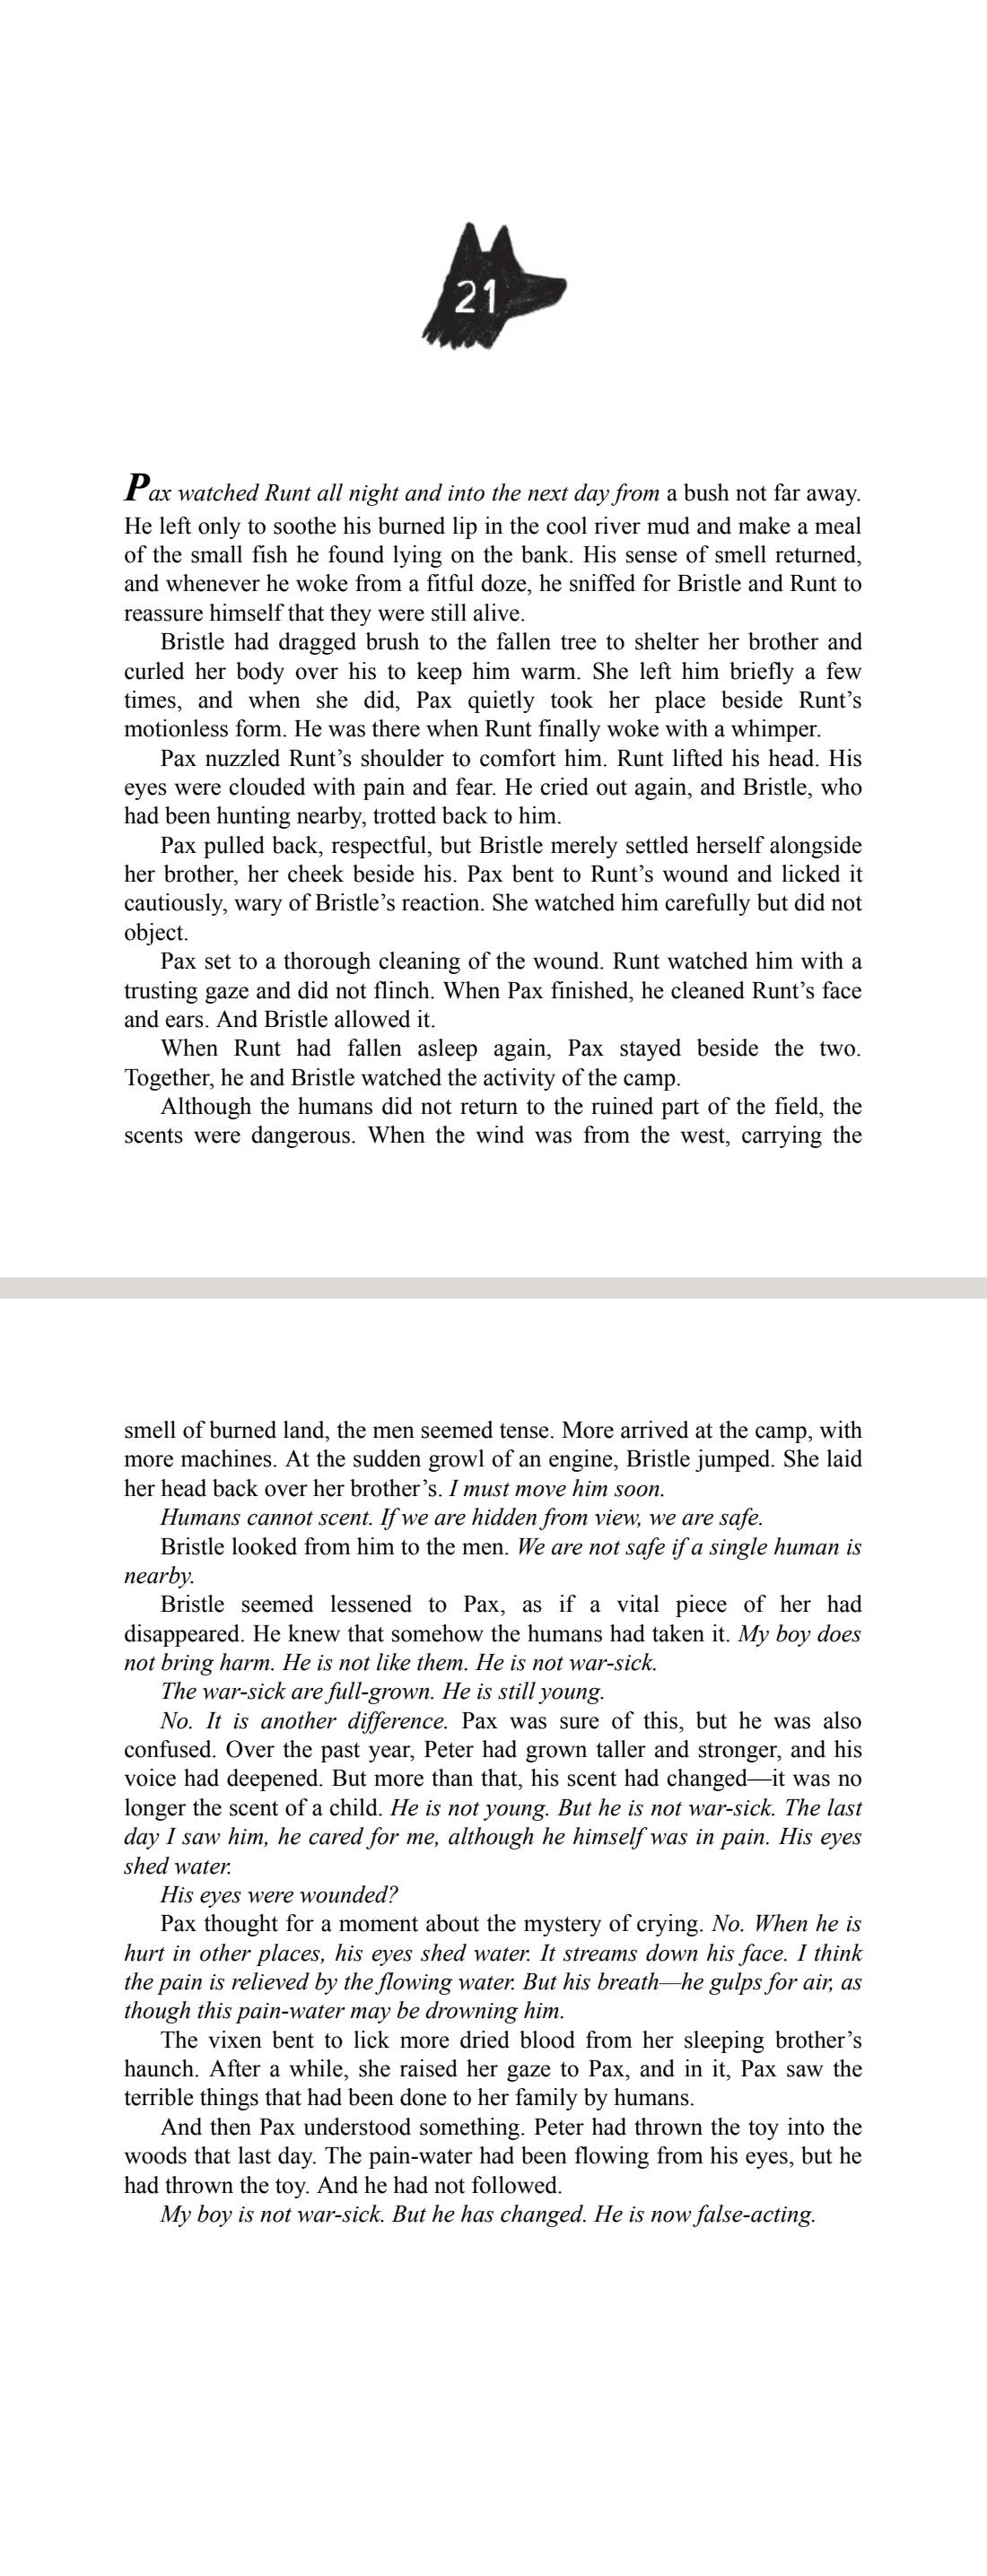 21
Pax watched Runt all night and into the next day from a bush not far away.
He left only to soothe his burned lip in the cool river mud and make a meal
of the small fish he found lying on the bank. His sense of smell returned,
and whenever he woke from a fitful doze, he sniffed for Bristle and Runt to
reassure himself that they were still alive.
Bristle had dragged brush to the fallen tree to shelter her brother and
curled her body over his to keep him warm. She left him briefly a few
times, and when she did, Pax quietly took her place beside Runt’s
motionless form. He was there when Runt finally woke with a whimper.
Pax nuzzled Runt’s shoulder to comfort him. Runt lifted his head. His
eyes were clouded with pain and fear. He cried out again, and Bristle, who
had been hunting nearby, trotted back to him.
Pax pulled back, respectful, but Bristle merely settled herself alongside
her brother, her cheek beside his. Pax bent to Runt’s wound and licked it
cautiously, wary of Bristle’s reaction. She watched him carefully but did not
object.
Pax set to a thorough cleaning of the wound. Runt watched him with a
trusting gaze and did not flinch. When Pax finished, he cleaned Runt’s face
and ears. And Bristle allowed it.
When Runt had fallen asleep again, Pax stayed beside the two.
Together, he and Bristle watched the activity of the camp.
Although the humans did not return to the ruined part of the field, the
scents were dangerous. When the wind was from the west, carrying the
smell of burned land, the men seemed tense. More arrived at the camp, with
more machines. At the sudden growl of an engine, Bristle jumped. She laid
her head back over her brother’s. I must move him soon.
Humans cannot scent. If we are hidden from view, we are safe.
Bristle looked from him to the men. We are not safe if a single human is
nearby.
Bristle seemed lessened to Pax, as if a vital piece of her had
disappeared. He knew that somehow the humans had taken it. My boy does
not bring harm. He is not like them. He is not war-sick.
The war-sick are full-grown. He is still young.
No. It is another difference. Pax was sure of this, but he was also
confused. Over the past year, Peter had grown taller and stronger, and his
voice had deepened. But more than that, his scent had changed—it was no
longer the scent of a child. He is not young. But he is not war-sick. The last
day I saw him, he cared for me, although he himself was in pain. His eyes
shed water.
His eyes were wounded?
Pax thought for a moment about the mystery of crying. No. When he is
hurt in other places, his eyes shed water. It streams down his face. I think
the pain is relieved by the flowing water. But his breath—he gulps for air, as
though this pain-water may be drowning him.
The vixen bent to lick more dried blood from her sleeping brother’s
haunch. After a while, she raised her gaze to Pax, and in it, Pax saw the
terrible things that had been done to her family by humans.
And then Pax understood something. Peter had thrown the toy into the
woods that last day. The pain-water had been flowing from his eyes, but he
had thrown the toy. And he had not followed.
My boy is not war-sick. But he has changed. He is now false-acting.